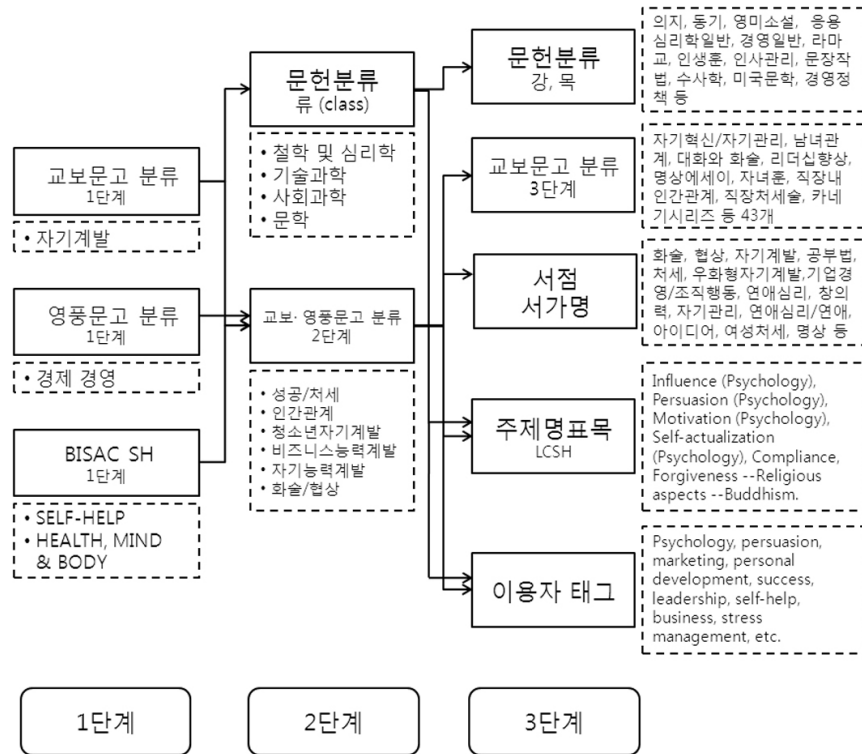 교보문고 분류
1단계
• 자기계발
영풍문고 분류
1단계
• 경제 경영
BISAC SH
1단계
• SELF-HELP
• HEALTH, MIND
& BODY
문헌분류
류 (class)
• 철학 및 심리학
• 기술과학
• 사회과학
• 문학
교보· 영풍문고 분류
2단계
• 성공/처세
• 인간관계
• 청소년자기계발
• 비즈니스능력계발
• 자기능력계발
• 화술/협상
문헌분류
강, 목
의지, 동기, 영미소설, 응용
심리학일반, 경영일반, 라마
교, 인생훈, 인사관리, 문장작
법, 수사학, 미국문학, 경영정
책 등
교보문고 분류
3단계
자기혁신/자기관리, 남녀관
계, 대화와 화술, 리더십향상,
명상에세이, 자녀훈, 직장내
인간관계, 직장처세술, 카네
기시리즈 등 43개
서점
서가명
화술, 협상, 자기계발, 공부법,
처세, 우화형자기계발,기업경
영/조직행동, 연애심리, 창의
력, 자기관리, 연애심리/연애,
아이디어, 여성처세, 명상 등
주제명표목
LCSH
Influence (Psychology),
Persuasion (Psychology),
Motivation (Psychology),
Self-actualization
(Psychology), Compliance,
Forgiveness --Religious
aspects --Buddhism.
이용자 태그
Psychology, persuasion,
marketing, personal
development, success,
leadership, self-help,
business, stress
management, etc.
1단계
2단계
3단계